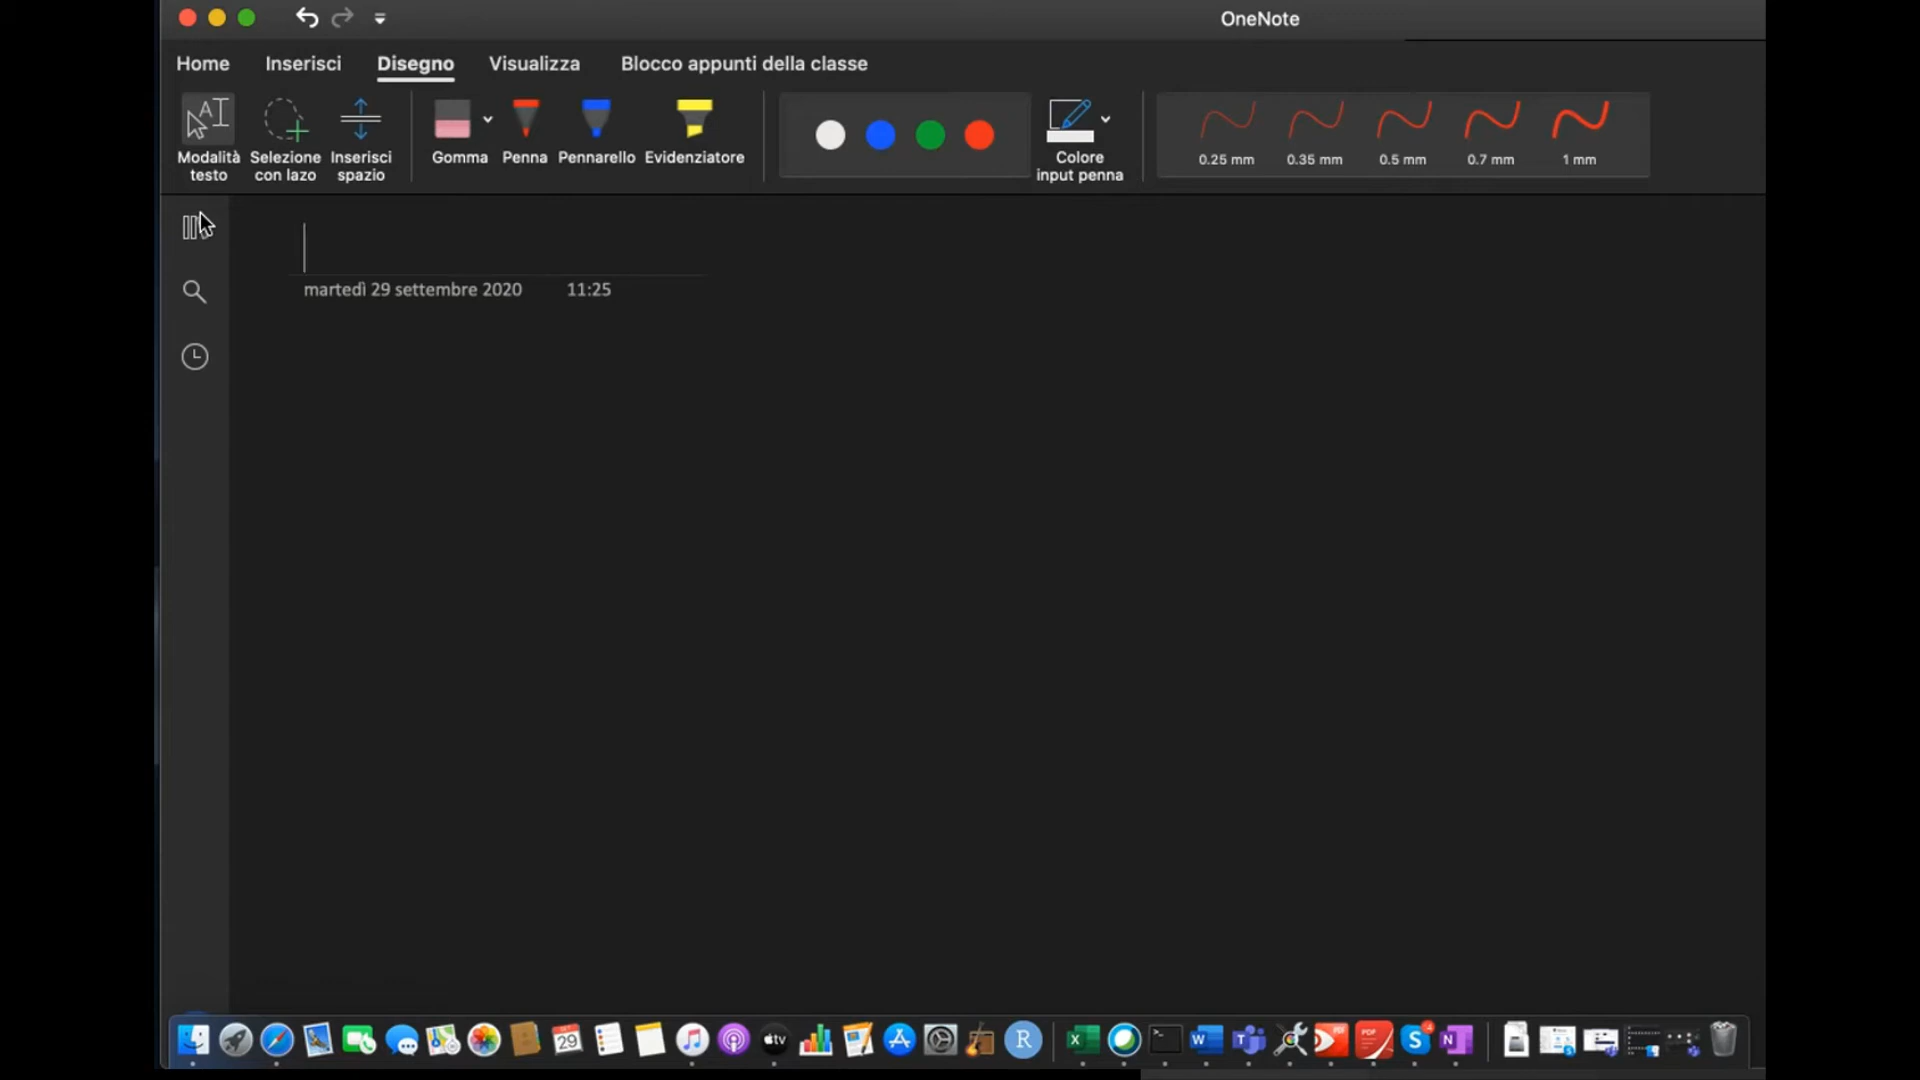 OneNote
Home Inserisci Disegno Visualizza Blocco appunti della classe
Modalità testo Selezione con lazo Inserisci spazio Gomma Penna Pennarello Evidenziatore Colore input penna 0.25 mm 0.35 mm 0.5 mm 0.7 mm 1 mm
martedì 29 settembre 2020 11:25
29 tv R X W N